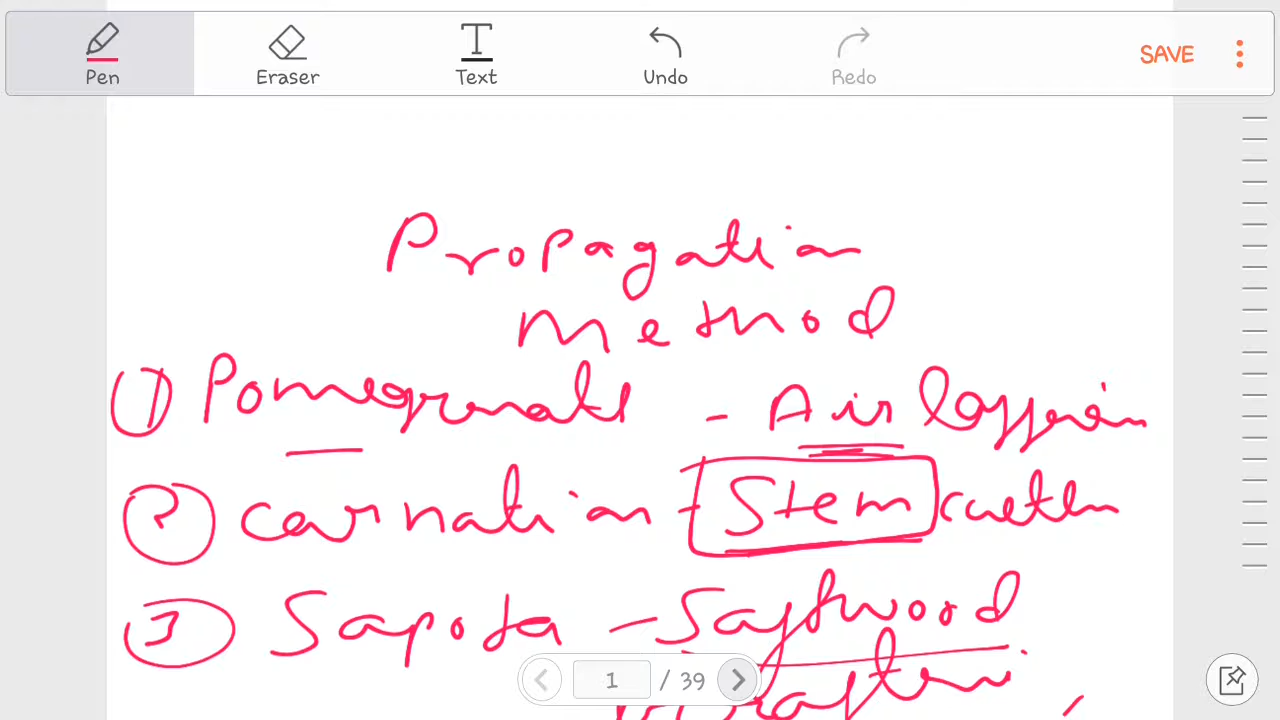 Pen Eraser Text Undo Redo SAVE
Propagation
Method
① Pomegranate - Air layering
② Carnation - Stem
③ Sapota - Softwood
1 / 39